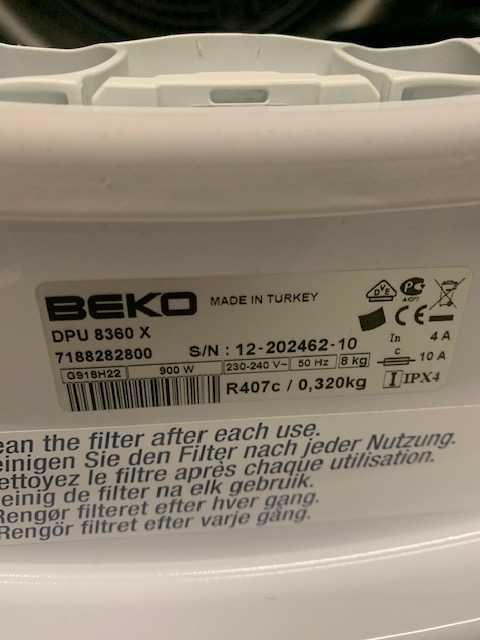 BEKO MADE IN TURKEY
DPU 8360 X
7188282800 S/N : 12-202462-10
GS18H22 900 W 230-240 V~ 50 Hz 8 kg
R407c / 0,320kg
DVE
In 4 A
C 10 A
IPX4
ean the filter after each use.
einigen Sie den Filter nach jeder Nutzung.
ettoyez le filtre après chaque utilisation.
einig de filter na elk gebruik.
Rengør filteret efter hver gang.
Rengör filtret efter varje gång.